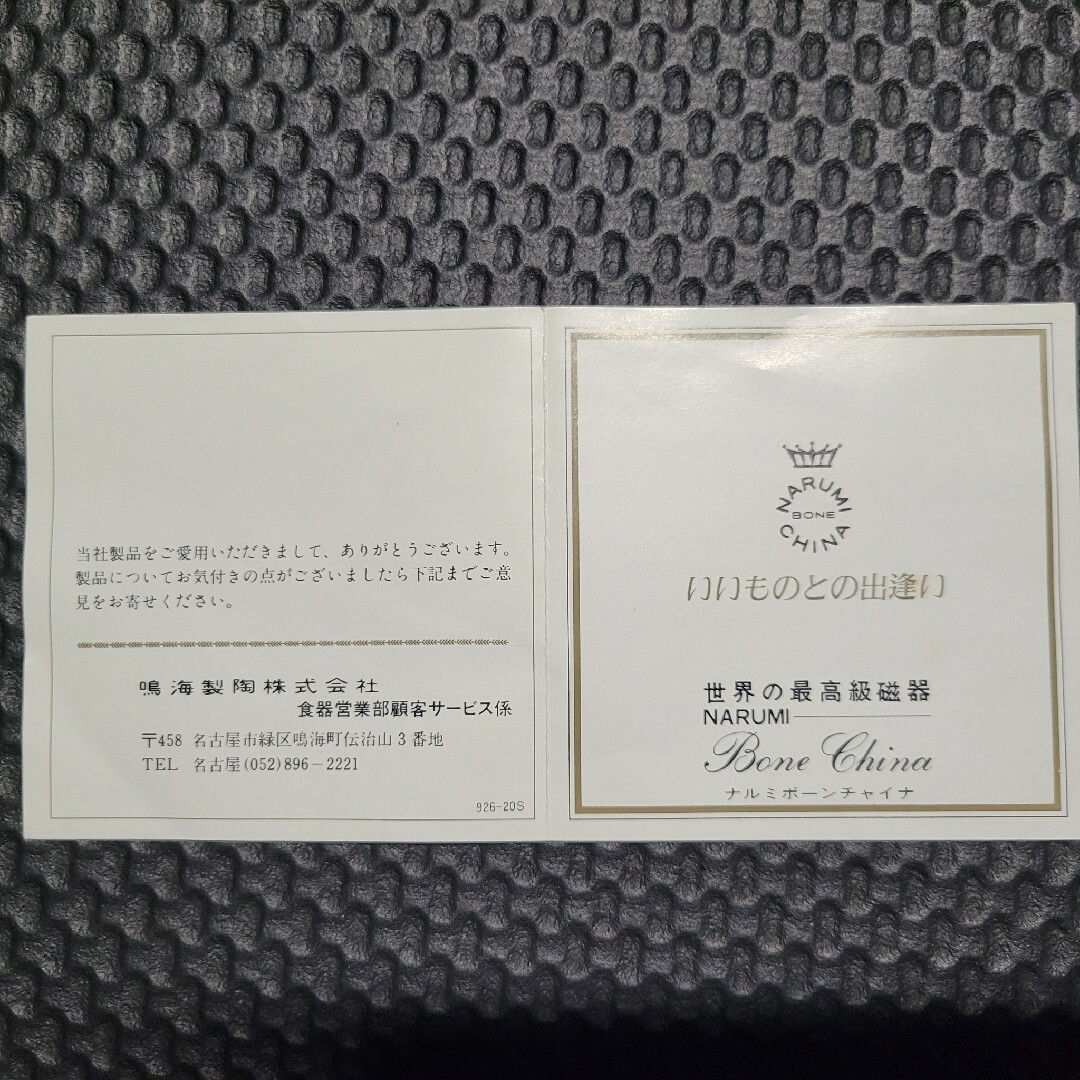 当社製品をご愛用いただきまして、ありがとうございます。
製品についてお気付きの点がございましたら下記までご意
見をお寄せください。
鳴海製陶株式会社
食器営業部顧客サービス係
〒458 名古屋市緑区鳴海町伝治山3番地
TEL 名古屋(052)896-2221
926-20S
NARUMI
BONE
CHINA
いいものとの出逢い
世界の最高級磁器
NARUMI
Bone China
ナルミボーンチャイナ